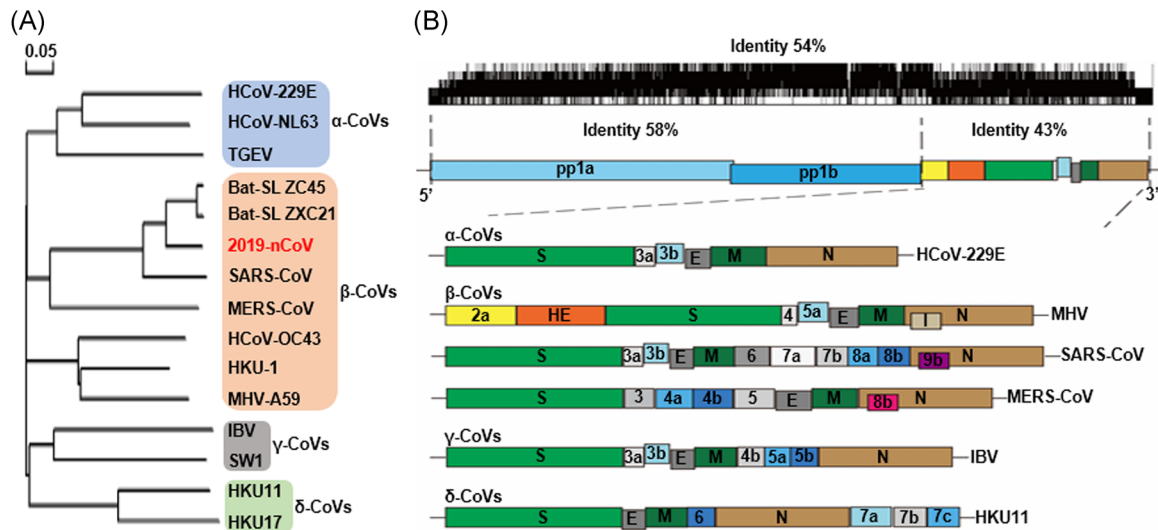 (A)
0.05
HCoV-229E
HCoV-NL63
TGEV
α-CoVs
Bat-SL ZC45
Bat-SL ZXC21
2019-nCoV
SARS-CoV
MERS-CoV
HCoV-OC43
HKU-1
MHV-A59
β-CoVs
IBV
SW1
γ-CoVs
HKU11
HKU17
δ-CoVs
(B)
Identity 54%
Identity 58% Identity 43%
pp1a pp1b
5' 3'
α-CoVs
S 3a 3b E M N HCoV-229E
β-CoVs
2a HE S 4 5a E M I N MHV
S 3a 3b E M 6 7a 7b 8a 8b 9b N SARS-CoV
S 3 4a 4b 5 E M 8b N MERS-CoV
γ-CoVs
S 3a 3b E M 4b 5a 5b N IBV
δ-CoVs
S E M 6 N 7a 7b 7c HKU11